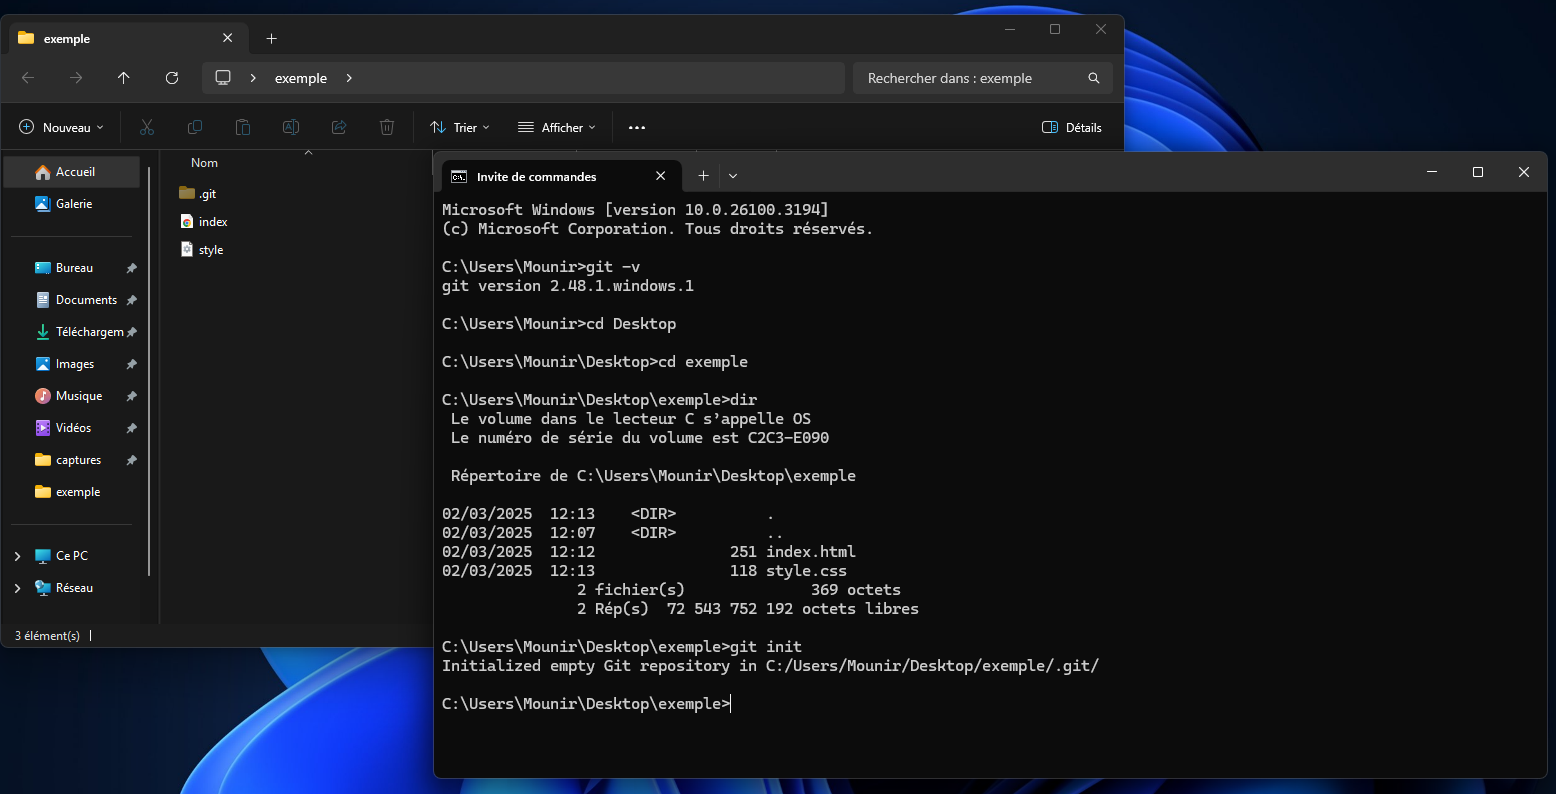 exemple
exemple
Rechercher dans : exemple
Nouveau
Trier
Afficher
Détails
Accueil
Galerie
Bureau
Documents
Téléchargem
Images
Musique
Vidéos
captures
exemple
Ce PC
Réseau
3 élément(s)
Nom
.git
index
style
Invite de commandes
Microsoft Windows [version 10.0.26100.3194]
(c) Microsoft Corporation. Tous droits réservés.
C:\Users\Mounir>git -v
git version 2.48.1.windows.1
C:\Users\Mounir>cd Desktop
C:\Users\Mounir\Desktop>cd exemple
C:\Users\Mounir\Desktop\exemple>dir
Le volume dans le lecteur C s’appelle OS
Le numéro de série du volume est C2C3-E090
Répertoire de C:\Users\Mounir\Desktop\exemple
02/03/2025  12:13    <DIR>          .
02/03/2025  12:07    <DIR>          ..
02/03/2025  12:12               251 index.html
02/03/2025  12:13               118 style.css
2 fichier(s)              369 octets
2 Rép(s)  72 543 752 192 octets libres
C:\Users\Mounir\Desktop\exemple>git init
Initialized empty Git repository in C:/Users/Mounir/Desktop/exemple/.git/
C:\Users\Mounir\Desktop\exemple>